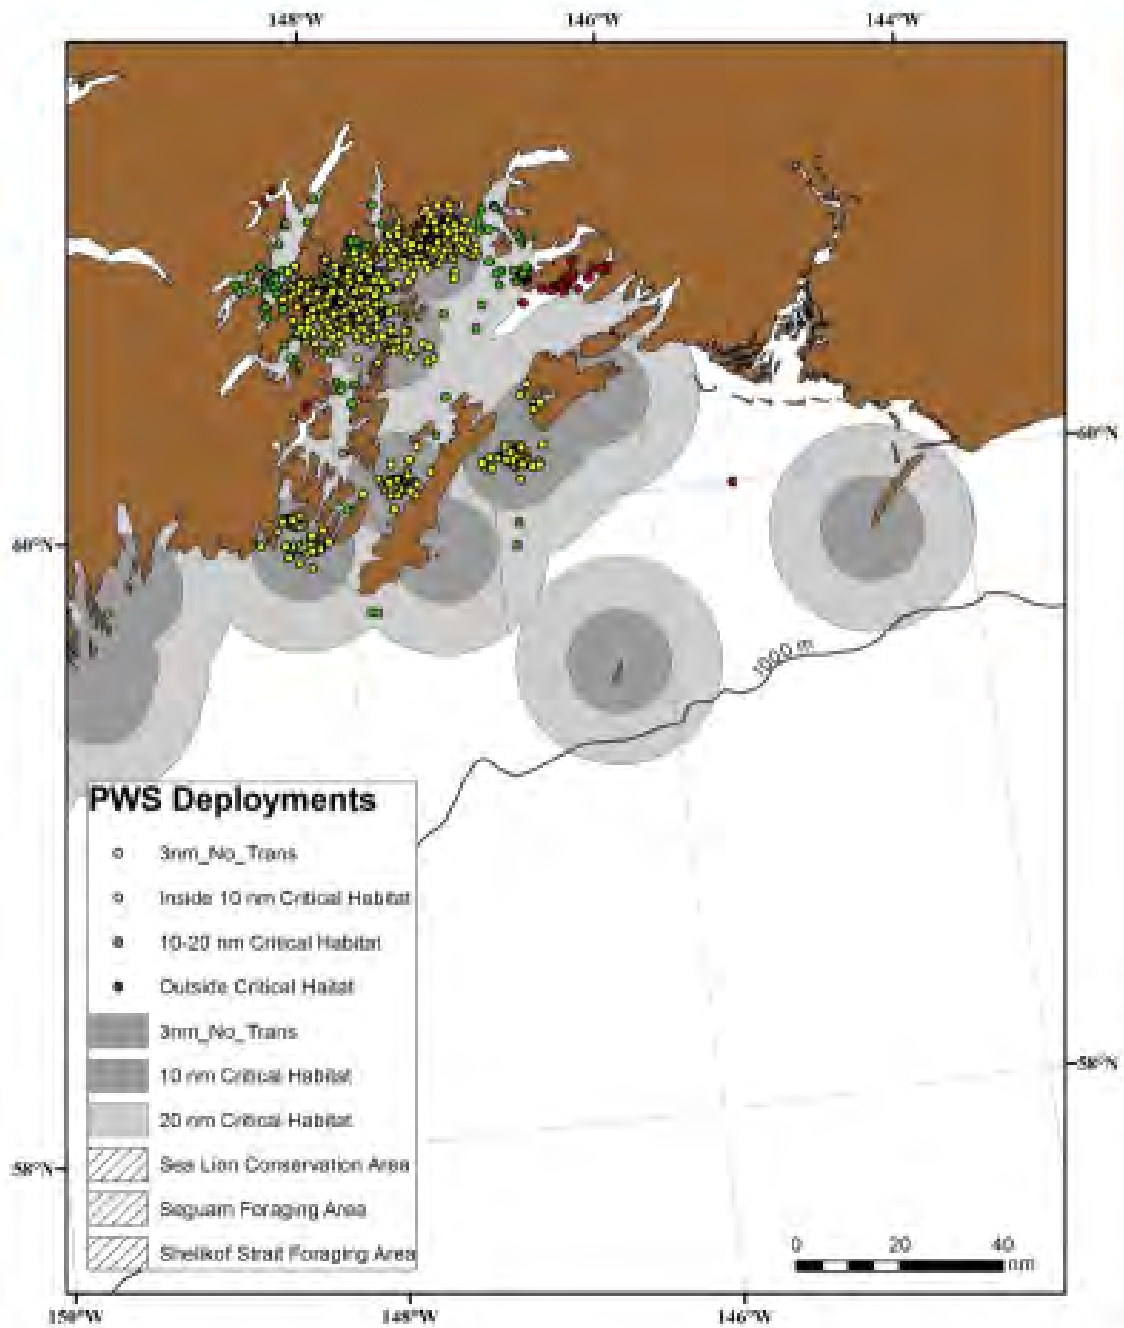 148°W 146°W 144°W
60°N
60°N
1000 m
PWS Deployments
3nm_No_Trans
Inside 10 nm Critical Habitat
10-20 nm Critical Habitat
Outside Critical Haitat
3nm_No_Trans
10 nm Critical Habitat
20 nm Critical Habitat
58°N
58°N
Sea Lion Conservation Area
Seguam Foraging Area
Shelikof Strait Foraging Area
0 20 40
nm
150°W 148°W 146°W